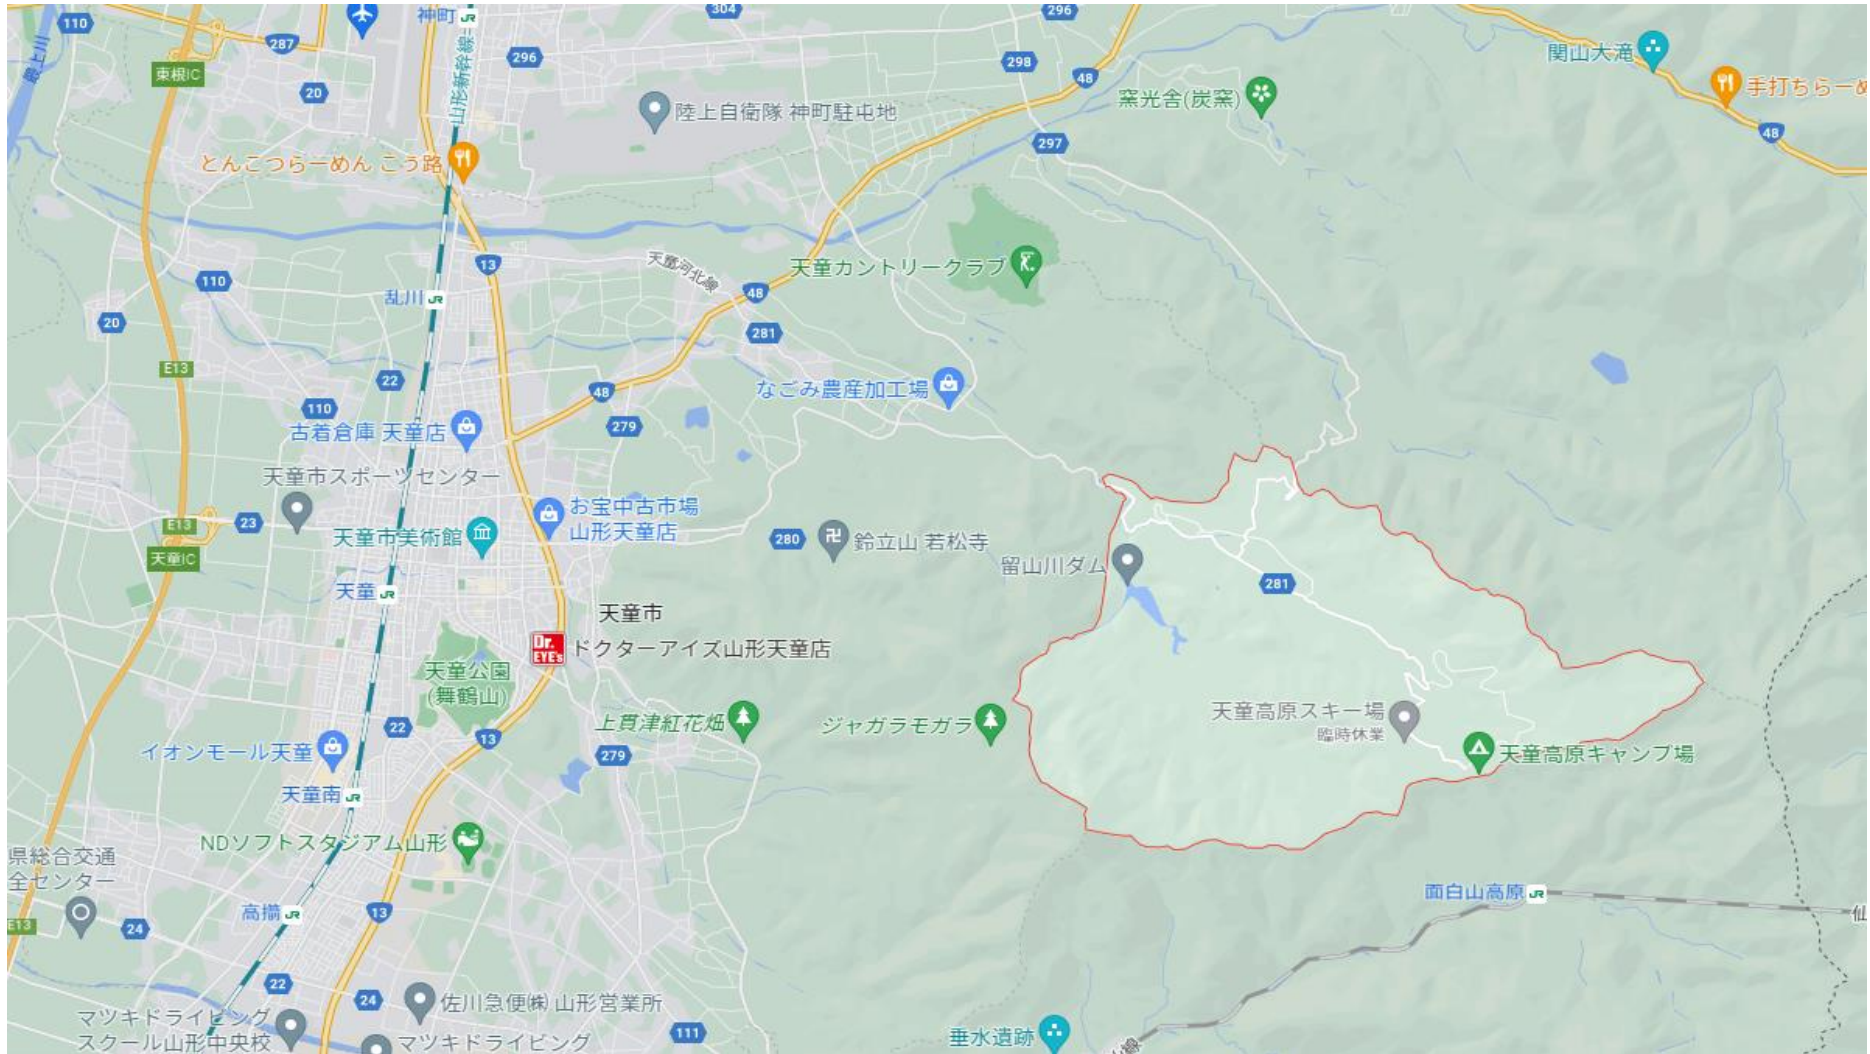 110
神町
304
296
287
東根IC
20
296
298
48
関山大滝
手打ちらーめ
48
最上川
山形新幹線
陸上自衛隊 神町駐屯地
窯光舎(炭窯)
297
とんこつらーめん こう路
13
天童河北線
天童カントリークラブ
110
乱川
48
20
281
E13
22
48
なごみ農産加工場
110
279
古着倉庫 天童店
天童市スポーツセンター
お宝中古市場
山形天童店
E13
23
天童市美術館
280
鈴立山 若松寺
天童IC
留山川ダム
281
天童
天童市
Dr.
EYE's
ドクターアイズ山形天童店
天童公園
(舞鶴山)
上貫津紅花畑
ジャガラモガラ
天童高原スキー場
臨時休業
22
13
279
イオンモール天童
天童高原キャンプ場
天童南
NDソフトスタジアム山形
県総合交通
全センター
面白山高原
高擶
13
E13
24
仙
22
24
佐川急便㈱ 山形営業所
マツキドライビング
スクール山形中央校
マツキドライビング
111
垂水遺跡
山線